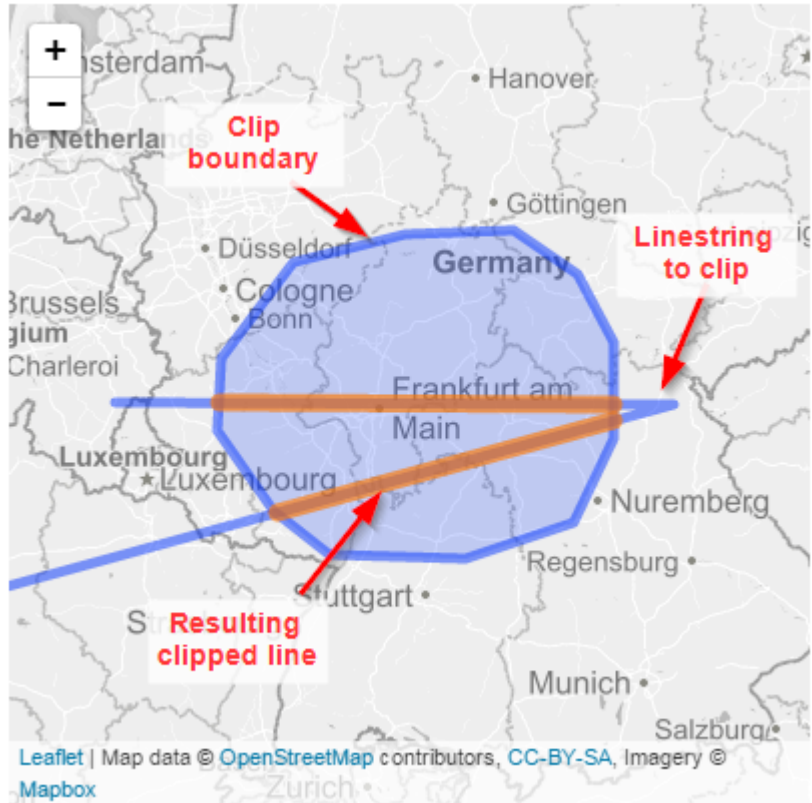 +
−
nsterdam
Hanover
he Netherlands
Clip
boundary
Göttingen
Linestring
to clip
Düsseldorf
Germany
Cologne
Brussels
Bonn
gium
Charleroi
Frankfurt am
Main
Luxembourg
Luxembourg
Nuremberg
Regensburg
Stuttgart
Resulting
clipped line
Munich
Salzburg
Leaflet | Map data © OpenStreetMap contributors, CC-BY-SA, Imagery ©
Mapbox
Zurich